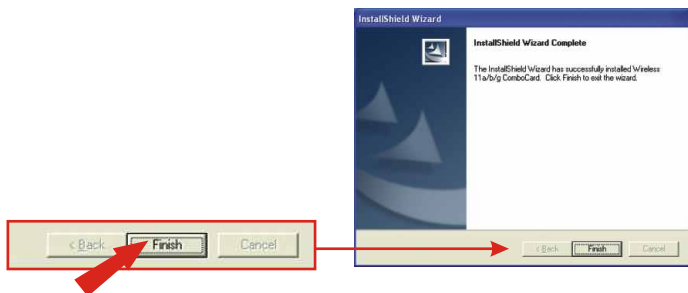 InstallShield Wizard
InstallShield Wizard Complete
The InstallShield Wizard has successfully installed Wireless
11a/b/g ComboCard. Click Finish to exit the wizard.
< Back Finish Cancel
< Back Finish Cancel